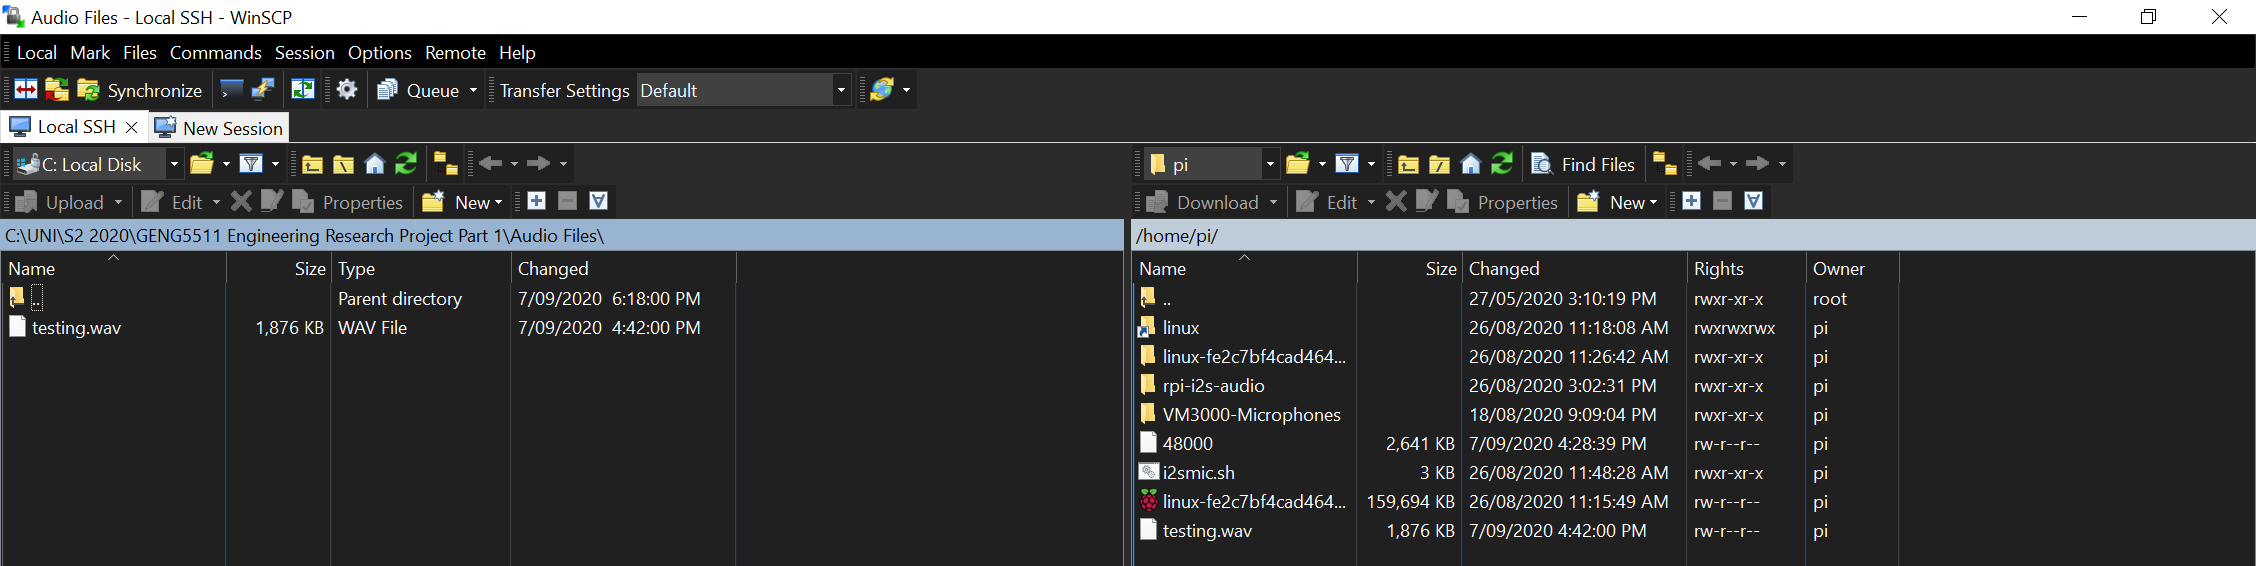 Audio Files - Local SSH - WinSCP
Local Mark Files Commands Session Options Remote Help
Synchronize Queue Transfer Settings Default
Local SSH New Session
C: Local Disk
Upload Edit Properties New
C:\UNI\S2 2020\GENG5511 Engineering Research Project Part 1\Audio Files\
Name Size Type Changed
.. Parent directory 7/09/2020 6:18:00 PM
testing.wav 1,876 KB WAV File 7/09/2020 4:42:00 PM
pi Find Files
Download Edit Properties New
/home/pi/
Name Size Changed Rights Owner
.. 27/05/2020 3:10:19 PM rwxr-xr-x root
linux 26/08/2020 11:18:08 AM rwxrwxrwx pi
linux-fe2c7bf4cad464... 26/08/2020 11:26:42 AM rwxr-xr-x pi
rpi-i2s-audio 26/08/2020 3:02:31 PM rwxr-xr-x pi
VM3000-Microphones 18/08/2020 9:09:04 PM rwxr-xr-x pi
48000 2,641 KB 7/09/2020 4:28:39 PM rw-r--r-- pi
i2smic.sh 3 KB 26/08/2020 11:48:28 AM rwxr-xr-x pi
linux-fe2c7bf4cad464... 159,694 KB 26/08/2020 11:15:49 AM rw-r--r-- pi
testing.wav 1,876 KB 7/09/2020 4:42:00 PM rw-r--r-- pi